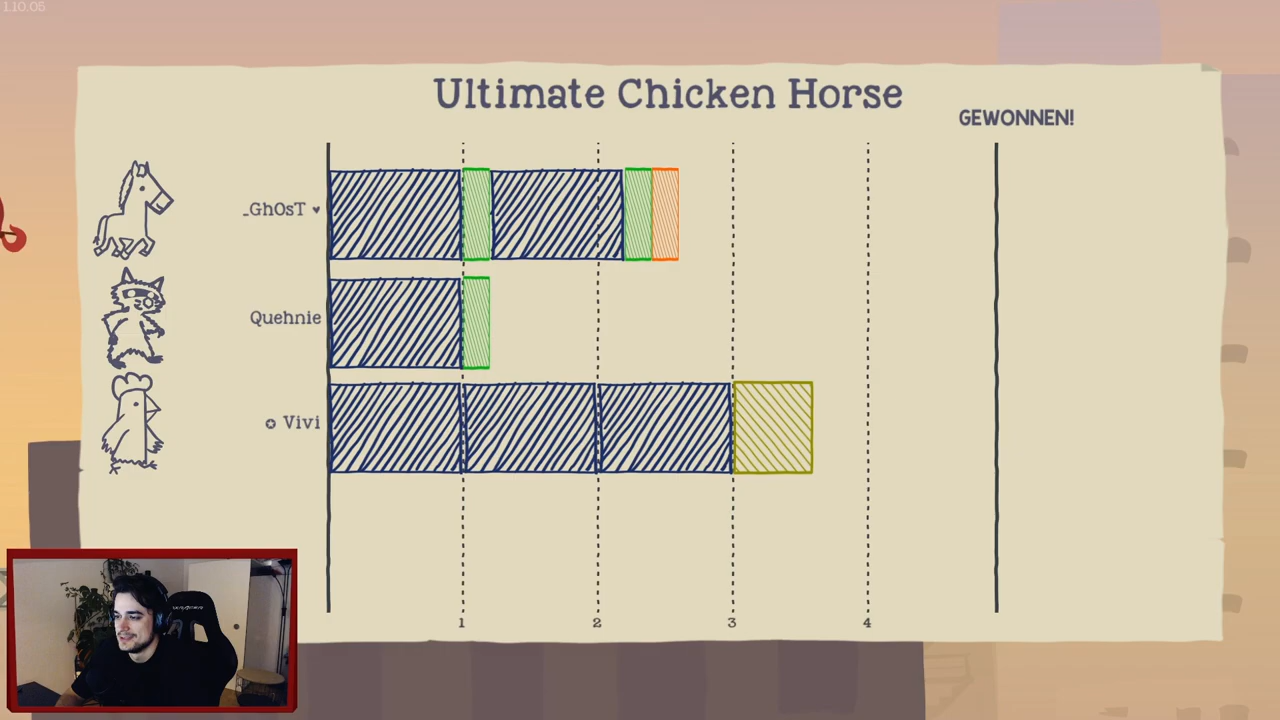 1.10.05
Ultimate Chicken Horse
GEWONNEN!
_GhOsT ♥
Quehnie
✪ Vivi
1 2 3 4